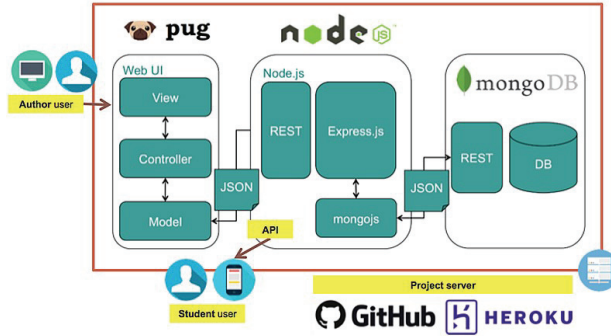 pug
node
JS
Web UI
View
Controller
Model
Node.js
REST
Express.js
mongojs
JSON
JSON
mongoDB
REST
DB
Author user
API
Student user
Project server
GitHub
HEROKU